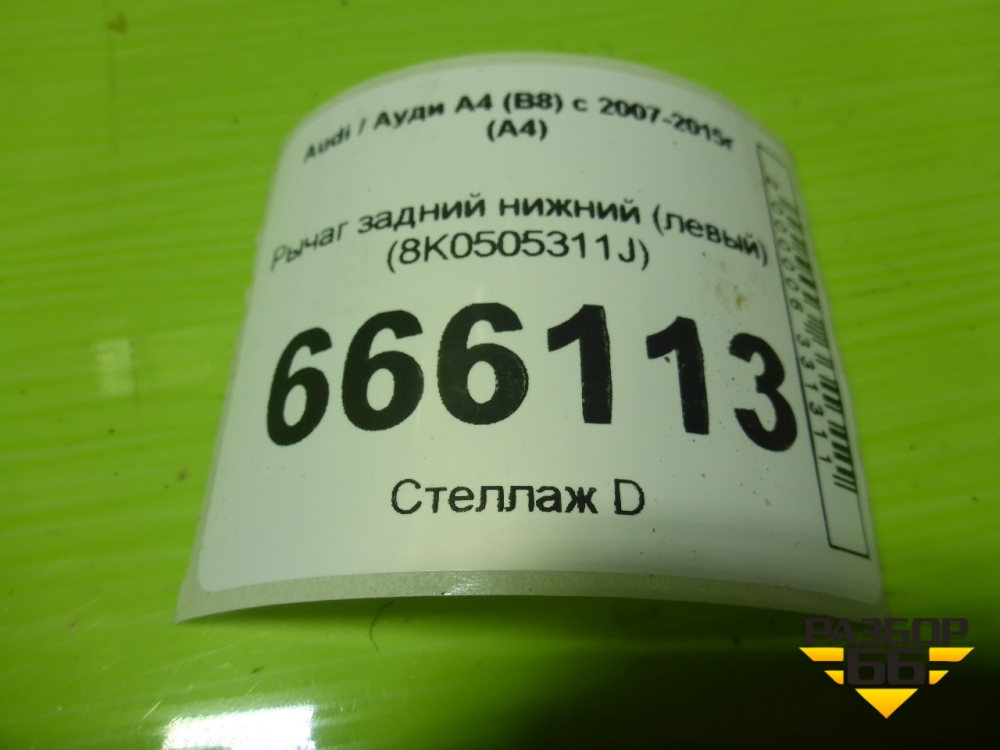 Audi / Ауди A4 (B8) с 2007-2015г
(A4)
Рычаг задний нижний (левый)
(8K0505311J)
666113
Стеллаж D
РАЗБОР
66